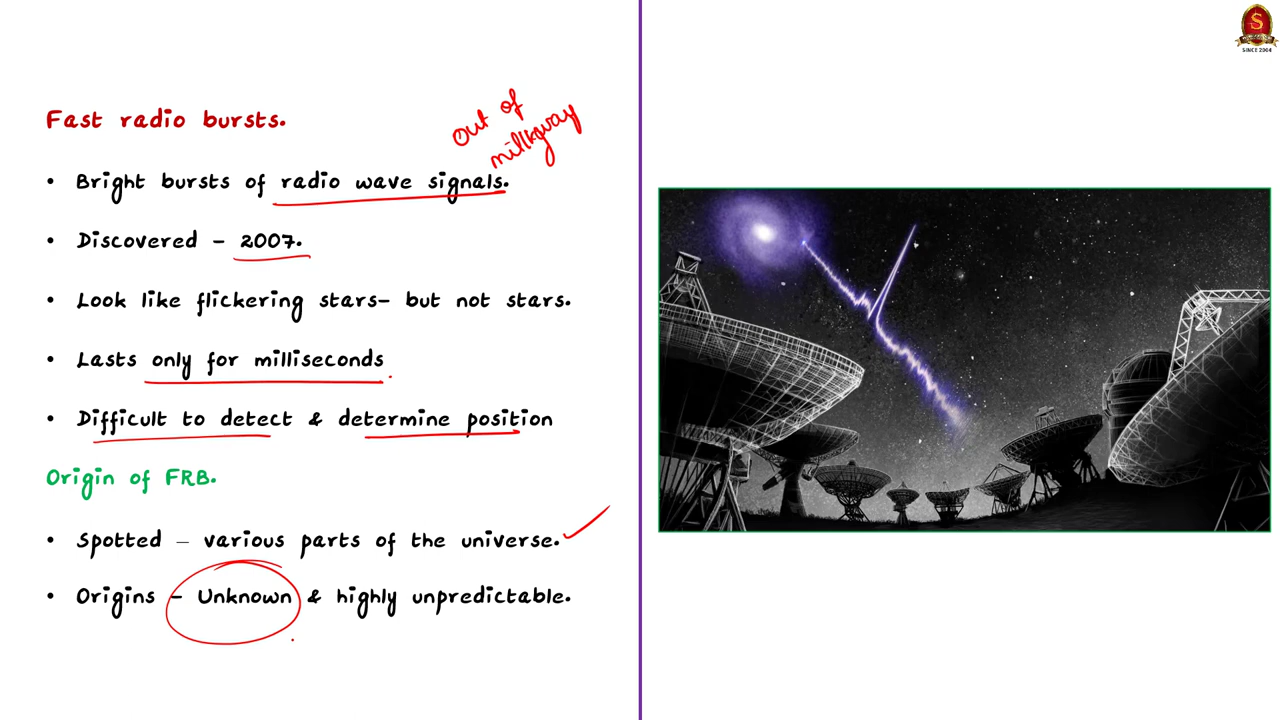 Fast radio bursts.
out of
milkyway
• Bright bursts of radio wave signals.
• Discovered – 2007.
• Look like flickering stars– but not stars.
• Lasts only for milliseconds
• Difficult to detect & determine position
Origin of FRB.
• Spotted – various parts of the universe.
• Origins – Unknown & highly unpredictable.
S
SINCE 2004